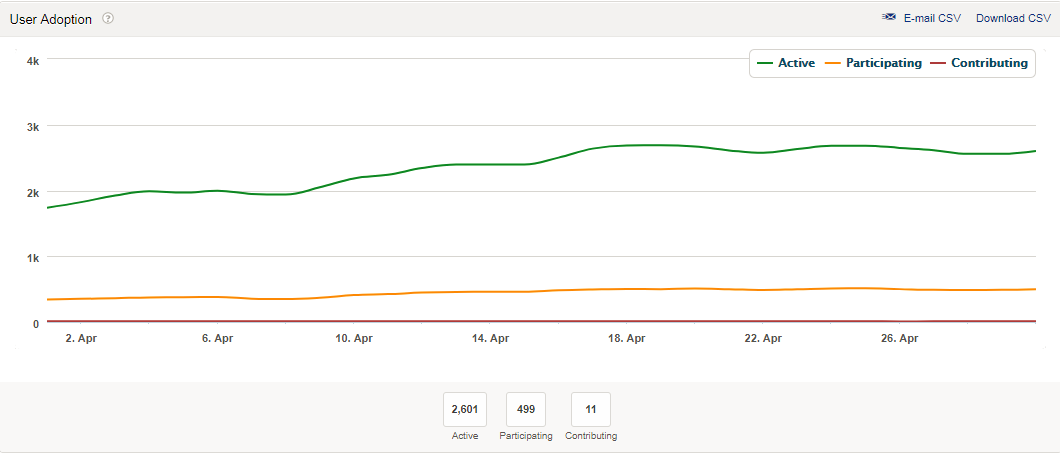 User Adoption ? E-mail CSV Download CSV
4k
Active Participating Contributing
3k
2k
1k
0
2. Apr 6. Apr 10. Apr 14. Apr 18. Apr 22. Apr 26. Apr
2,601 499 11
Active Participating Contributing